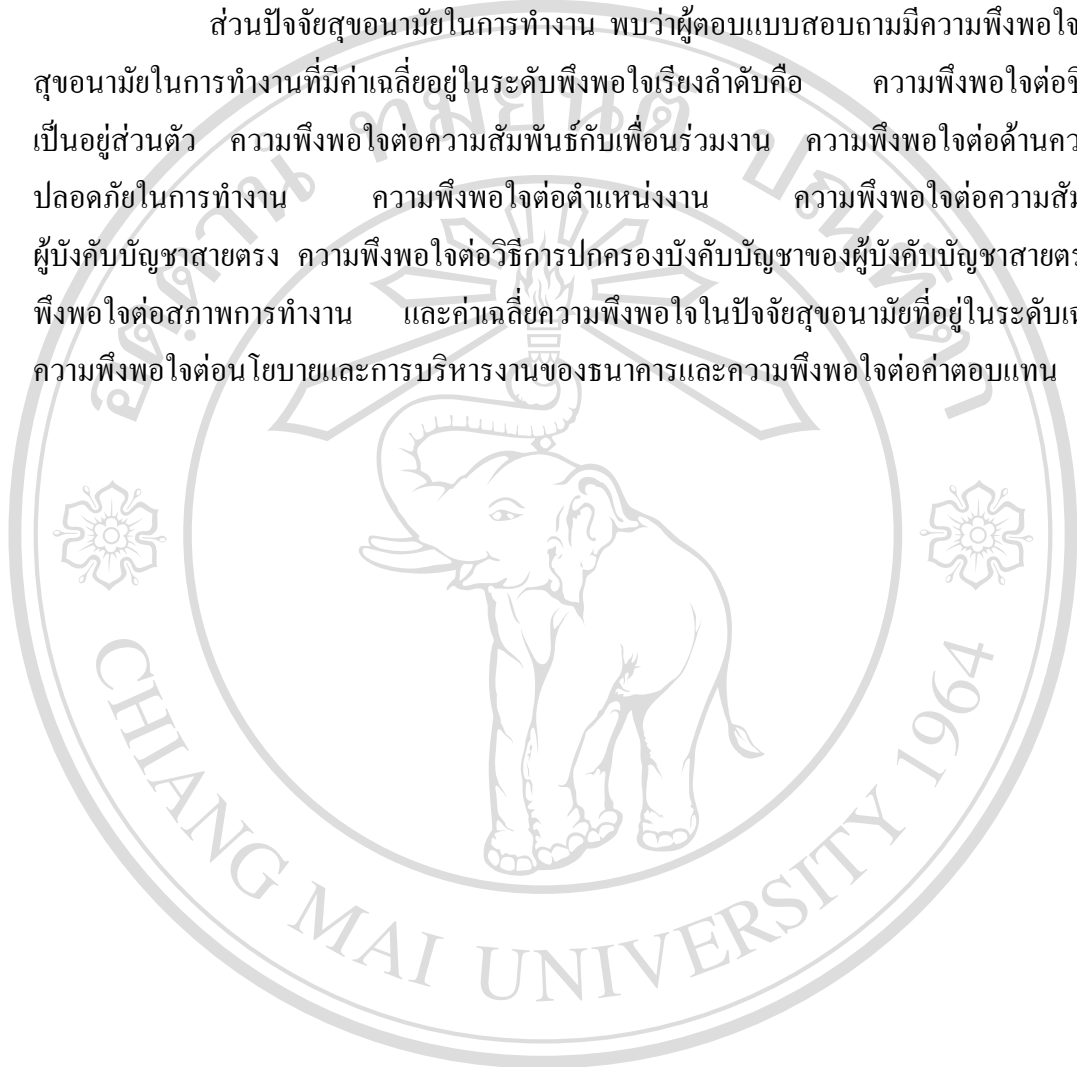 ส่วนปัจจัยสุขอนามัยในการทำงาน พบว่าผู้ตอบแบบสอบถามมีความพึงพอใจ
สุขอนามัยในการทำงานที่มีค่าเฉลี่ยอยู่ในระดับพึงพอใจเรียงลำดับคือ ความพึงพอใจต่อ
เป็นอยู่ส่วนตัว ความพึงพอใจต่อความสัมพันธ์กับเพื่อนร่วมงาน ความพึงพอใจต่อด้าน
ปลอดภัยในการทำงาน ความพึงพอใจต่อตำแหน่งงาน ความพึงพอใจต่อ
ผู้บังคับบัญชาสายตรง ความพึงพอใจต่อวิธีการปกครองบังคับบัญชาของผู้บังคับบัญชา
พึงพอใจต่อสภาพการทำงาน และค่าเฉลี่ยความพึงพอใจในปัจจัยสุขอนามัยที่อยู่ในระดับ
ความพึงพอใจต่อนโยบายและการบริหารงานของธนาคารและความพึงพอใจต่อค่าตอบแทน
CHIANG MAI UNIVERSITY 1964